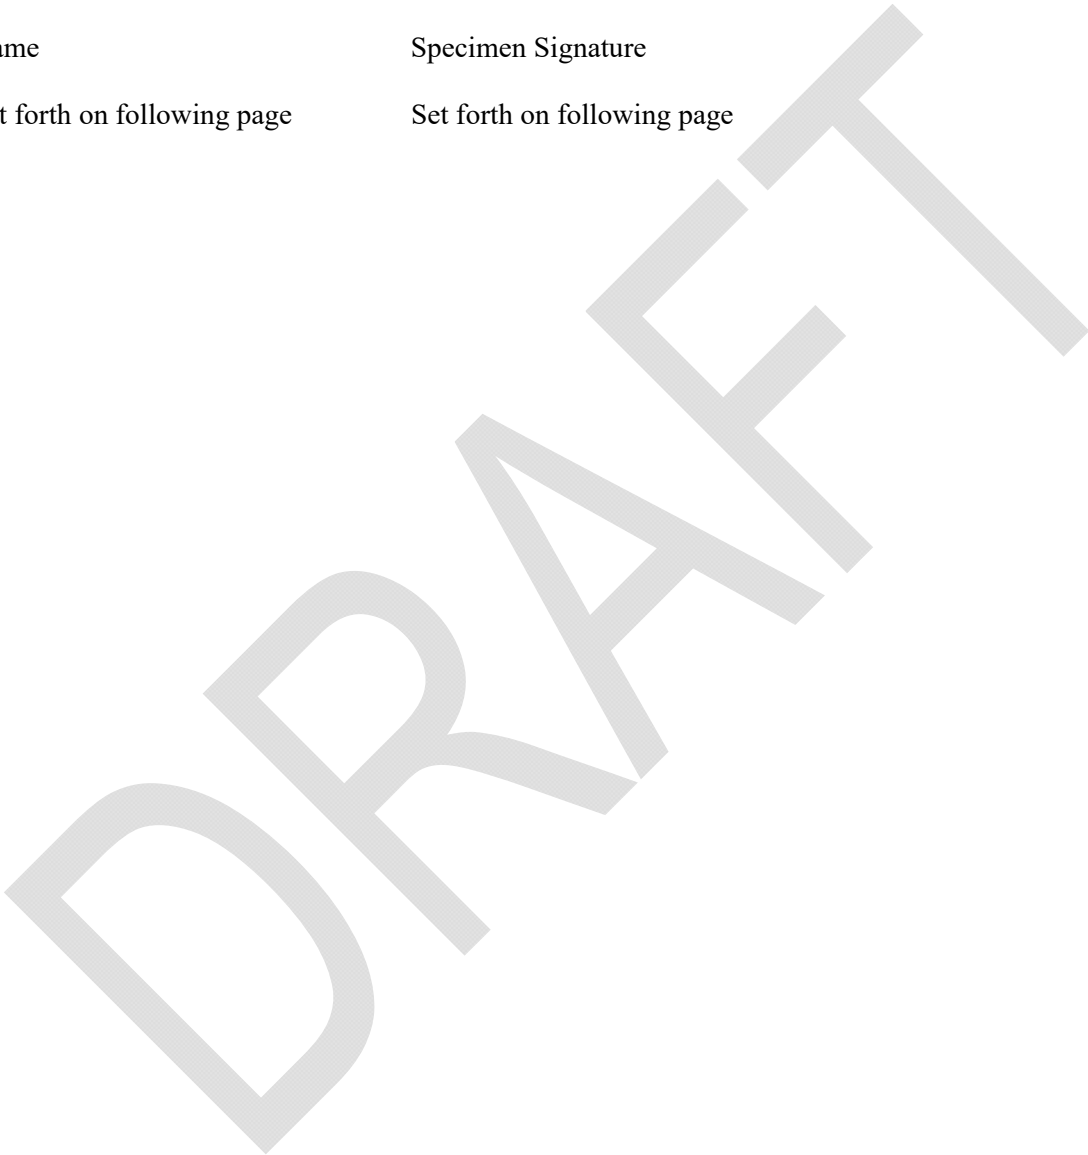 ame Specimen Signature
t forth on following page Set forth on following page
DRAFT